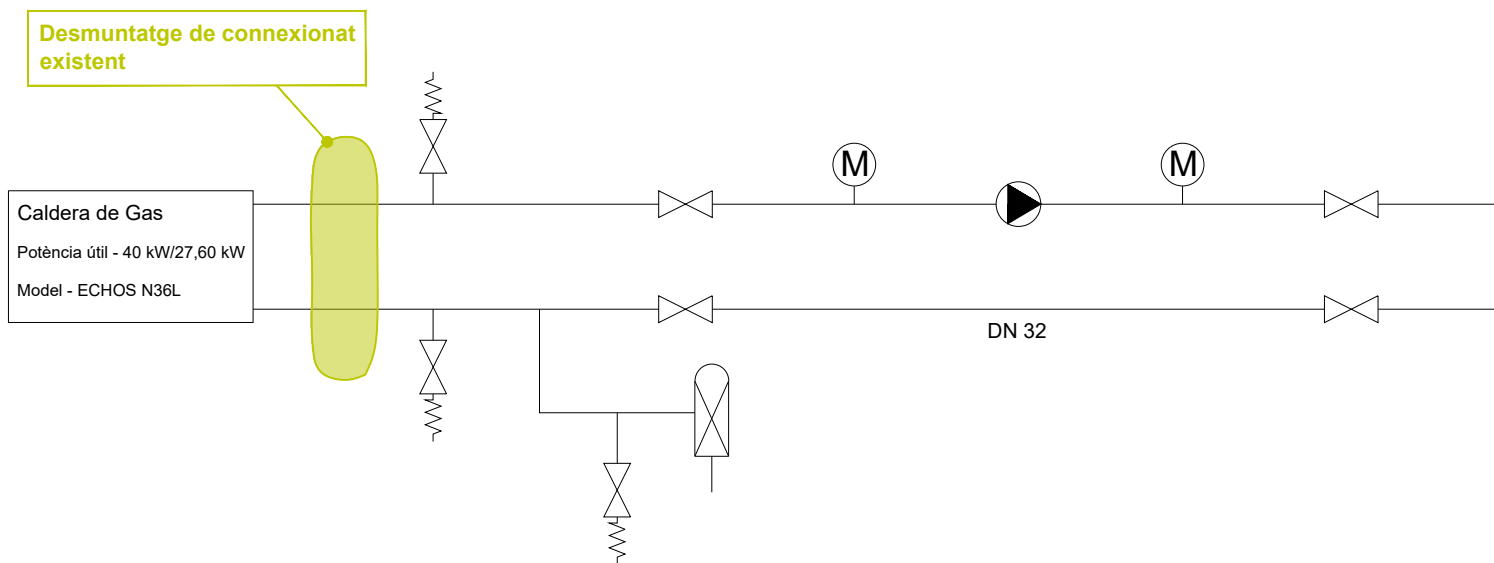 Desmuntatge de connexionat
existent
M
M
Caldera de Gas
Potència útil - 40 kW/27,60 kW
Model - ECHOS N36L
DN 32